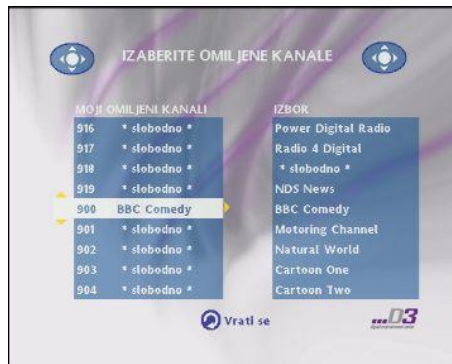 IZABERITE OMILJENE KANALE
MOJI OMILJENI KANALI
916 * slobodno *
917 * slobodno *
918 * slobodno *
919 * slobodno *
900 BBC Comedy
901 * slobodno *
902 * slobodno *
903 * slobodno *
904 * slobodno *
IZBOR
Power Digital Radio
Radio 4 Digital
* slobodno *
NDS News
BBC Comedy
Motoring Channel
Natural World
Cartoon One
Cartoon Two
Vrati se
...D3